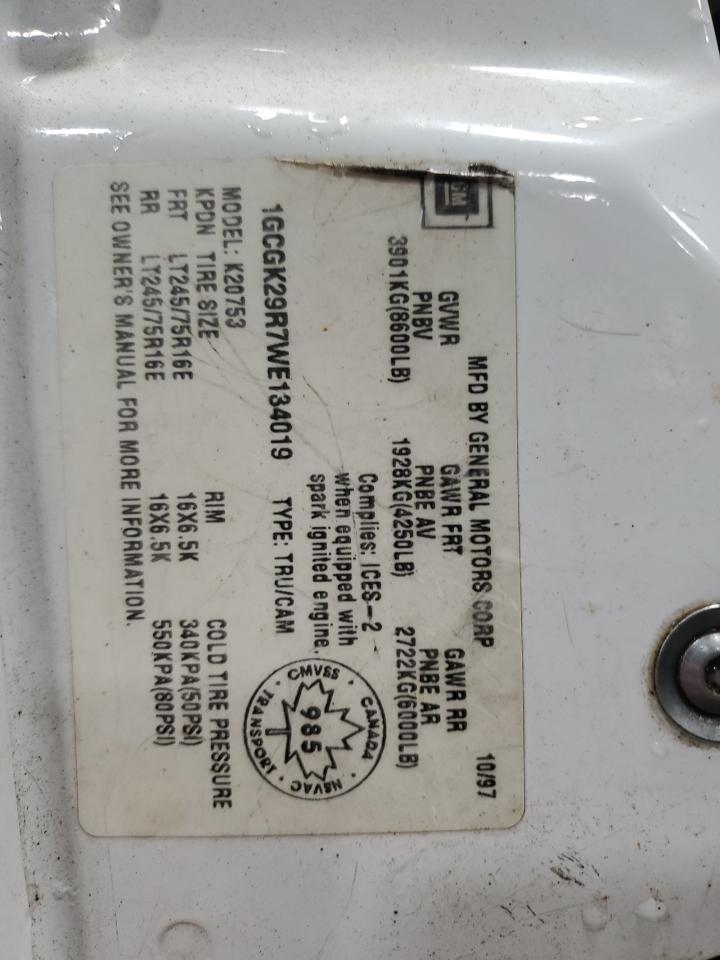 GM
MFD BY GENERAL MOTORS CORP 10/97
GVWR GAWR FRT GAWR RR
PNBV PNBE AV PNBE AR
3901KG(8600LB) 1928KG(4250LB) 2722KG(6000LB)
Complies: ICES-2
when equipped with
spark ignited engine.
CANADA
CMVSS NSVAC
985
TRANSPORT
1GCGK29R7WE134019 TYPE: TRU/CAM
MODEL: K20753
KPDN TIRE SIZE RIM COLD TIRE PRESSURE
FRT LT245/75R16E 16X6.5K 340KPA(50PSI)
RR LT245/75R16E 16X6.5K 550KPA(80PSI)
SEE OWNER'S MANUAL FOR MORE INFORMATION.